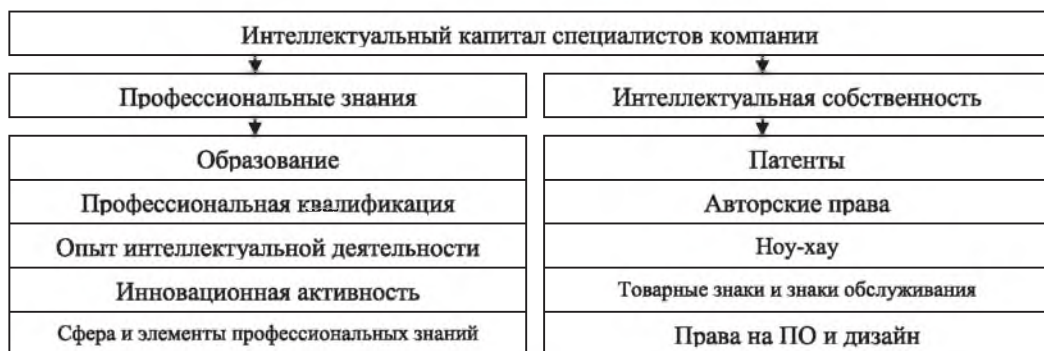 Интеллектуальный капитал специалистов компании
Профессиональные знания
Интеллектуальная собственность
Образование
Патенты
Профессиональная квалификация
Авторские права
Опыт интеллектуальной деятельности
Ноу-хау
Инновационная активность
Товарные знаки и знаки обслуживания
Сфера и элементы профессиональных знаний
Права на ПО и дизайн